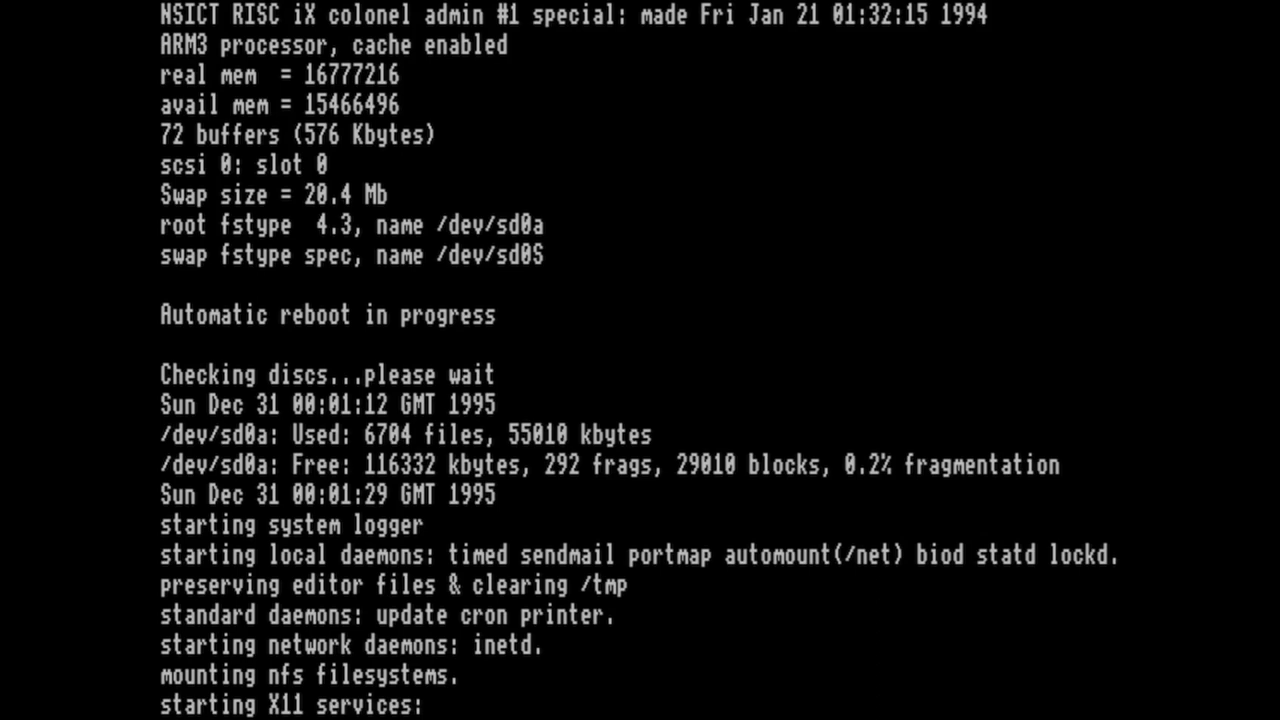 NSICT RISC iX colonel admin #1 special: made Fri Jan 21 01:32:15 1994
ARM3 processor, cache enabled
real mem  = 16777216
avail mem = 15466496
72 buffers (576 Kbytes)
scsi 0: slot 0
Swap size = 20.4 Mb
root fstype  4.3, name /dev/sd0a
swap fstype spec, name /dev/sd0S
Automatic reboot in progress
Checking discs...please wait
Sun Dec 31 00:01:12 GMT 1995
/dev/sd0a: Used: 6704 files, 55010 kbytes
/dev/sd0a: Free: 116332 kbytes, 292 frags, 29010 blocks, 0.2% fragmentation
Sun Dec 31 00:01:29 GMT 1995
starting system logger
starting local daemons: timed sendmail portmap automount(/net) biod statd lockd.
preserving editor files & clearing /tmp
standard daemons: update cron printer.
starting network daemons: inetd.
mounting nfs filesystems.
starting X11 services: